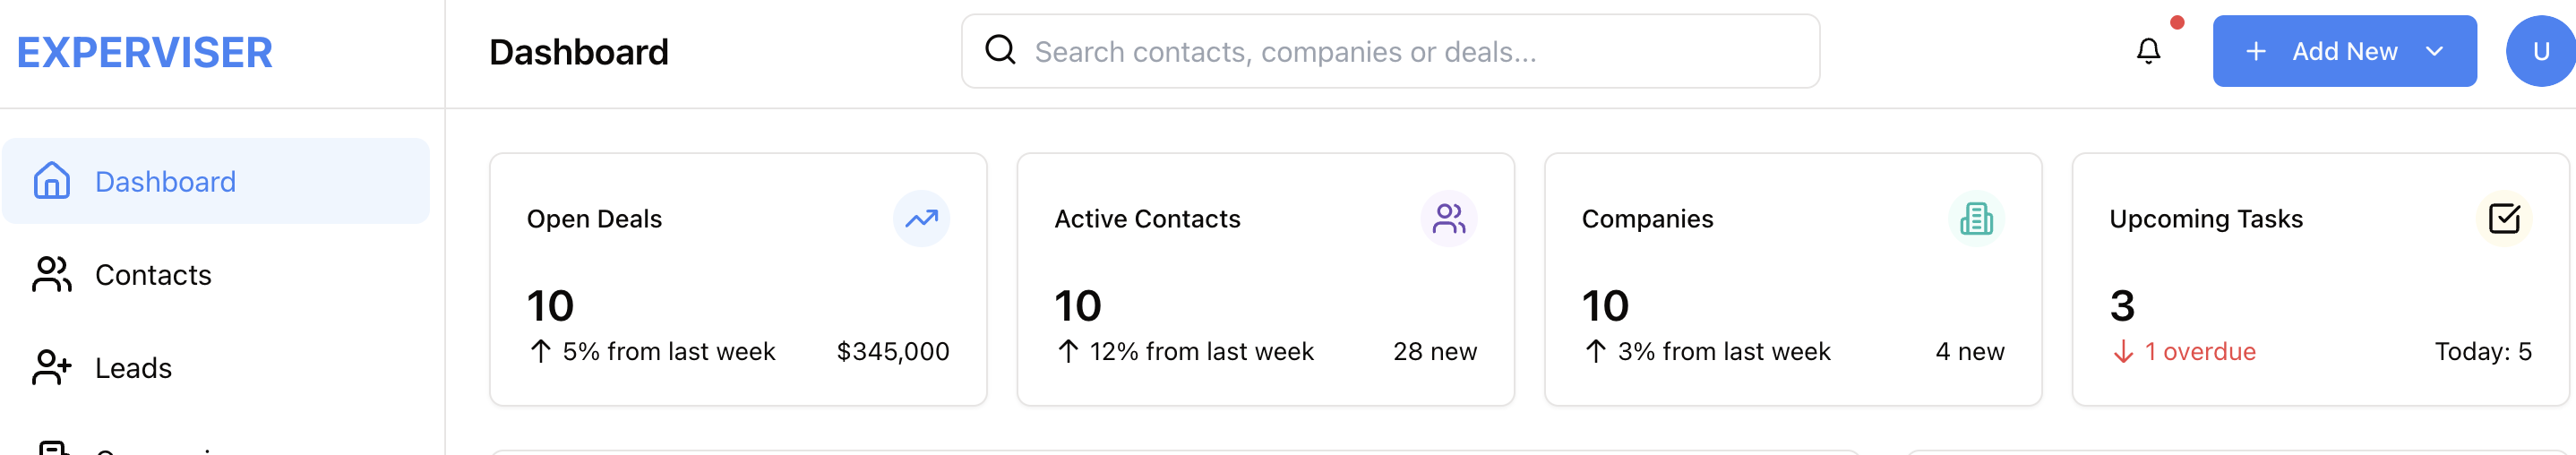 EXPERVISER
Dashboard
Search contacts, companies or deals...
Add New
U
Dashboard
Contacts
Leads
Open Deals
10
5% from last week
$345,000
Active Contacts
10
12% from last week
28 new
Companies
10
3% from last week
4 new
Upcoming Tasks
3
1 overdue
Today: 5